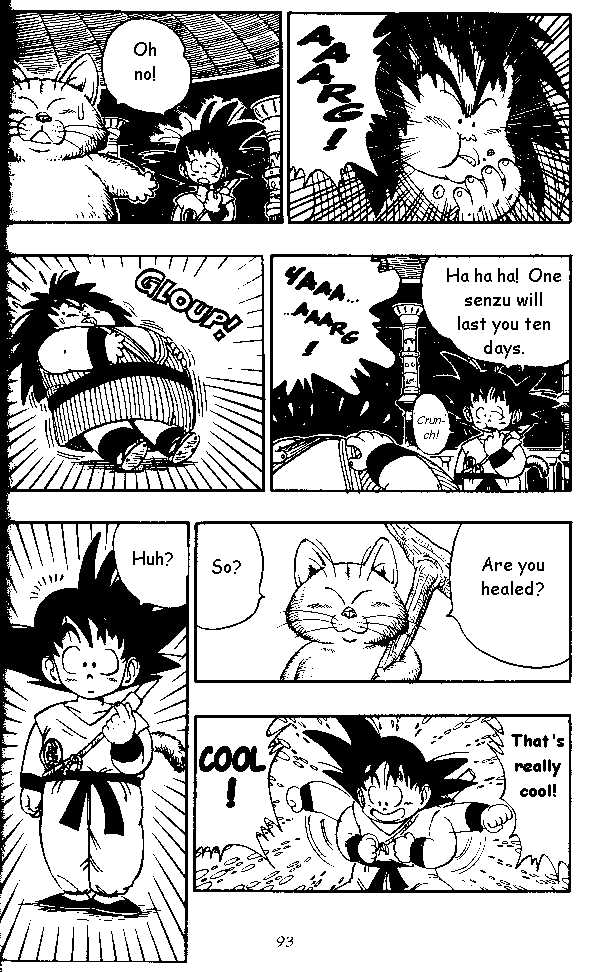 Oh
no!
AAARG!
GLOUP!
YAAA...
...AAARG
!
Ha ha ha! One
senzu will
last you ten
days.
Crun-
ch!
Huh?
So?
Are you
healed?
COOL
!
That's
really
cool!
93